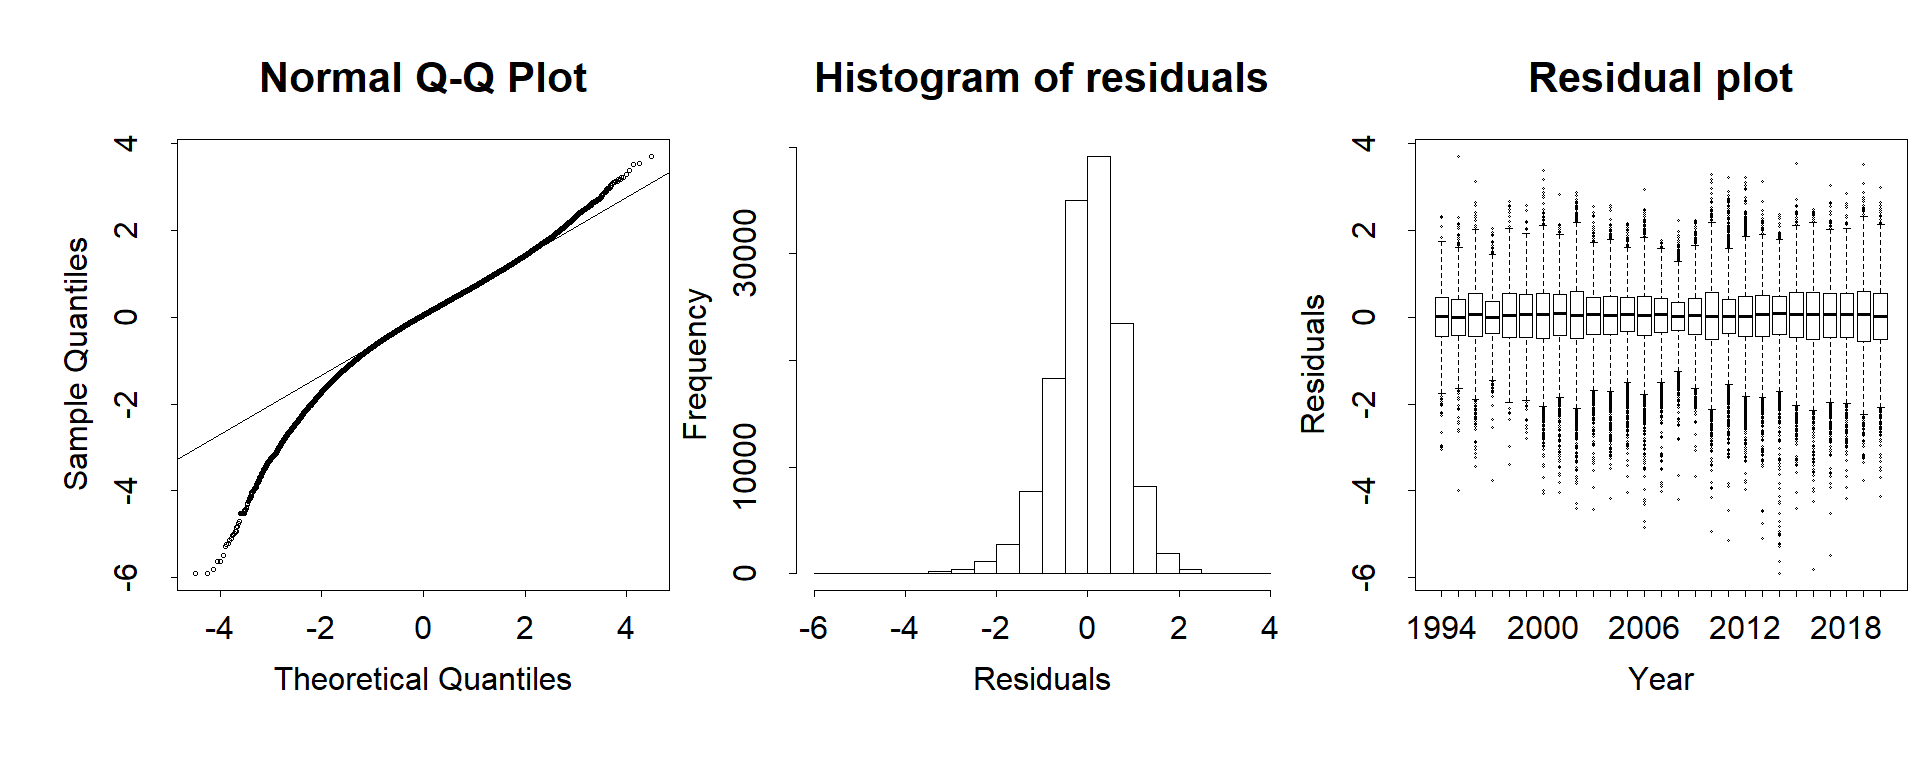 Normal Q-Q Plot
4
2
0
-2
-4
-6
Sample Quantiles
-4 -2 0 2 4
Theoretical Quantiles
Histogram of residuals
30000
10000
0
Frequency
-6 -4 -2 0 2 4
Residuals
Residual plot
4
2
0
-2
-4
-6
Residuals
1994 2000 2006 2012 2018
Year